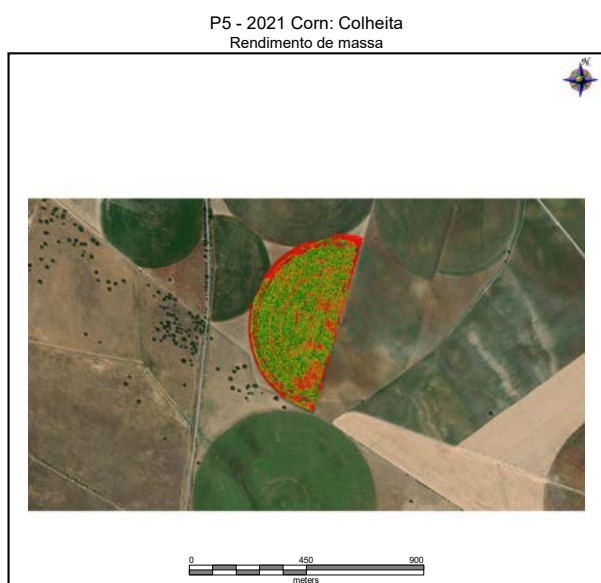 P5 - 2021 Corn: Colheita
Rendimento de massa
N
0 450 900
meters